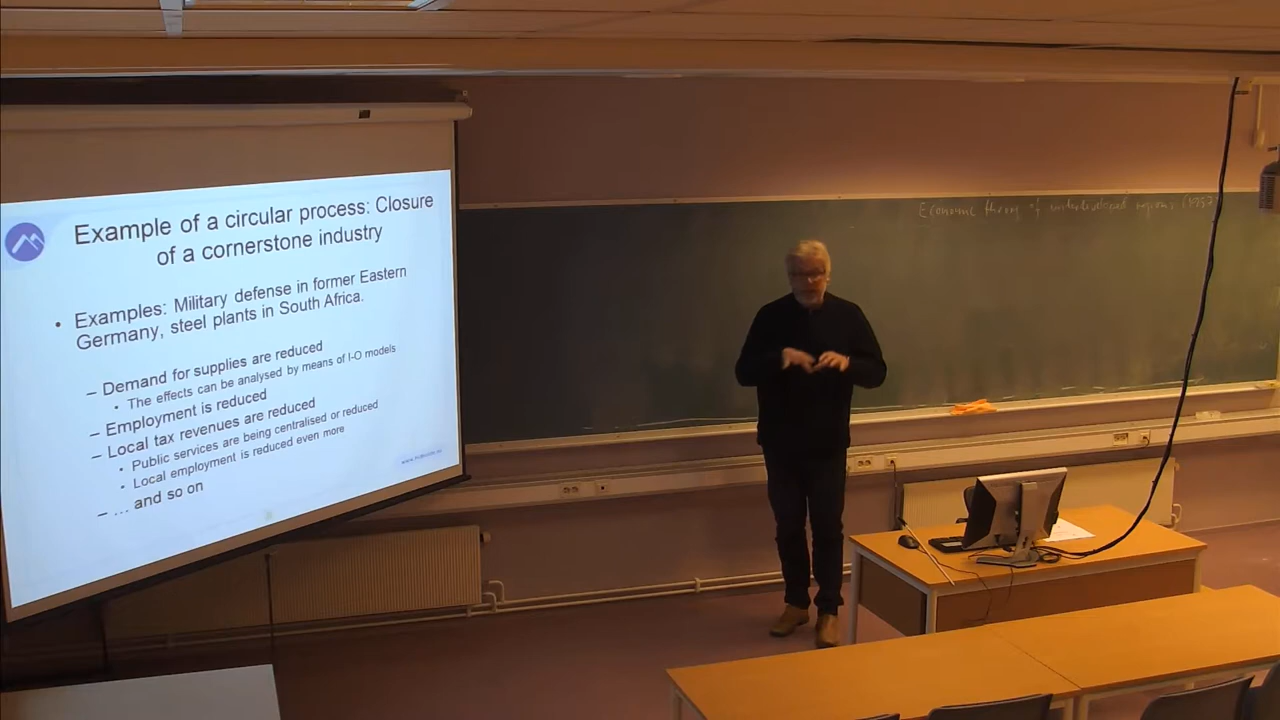 Example of a circular process: Closure
of a cornerstone industry
• Examples: Military defense in former Eastern
Germany, steel plants in South Africa.
– Demand for supplies are reduced
• The effects can be analysed by means of I-O models
– Employment is reduced
– Local tax revenues are reduced
• Public services are being centralised or reduced
• Local employment is reduced even more
– … and so on
Economic theory of